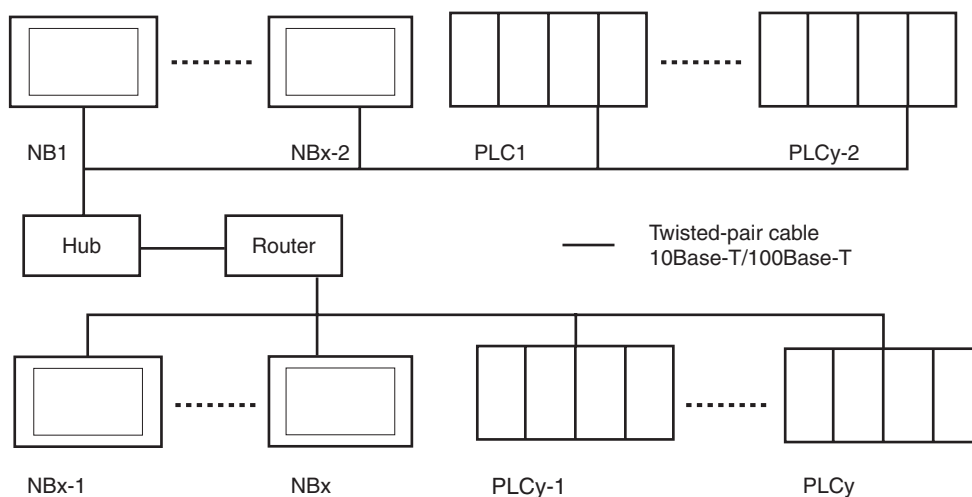 NB1
NBx-2
PLC1
PLCy-2
Hub
Router
Twisted-pair cable
10Base-T/100Base-T
NBx-1
NBx
PLCy-1
PLCy